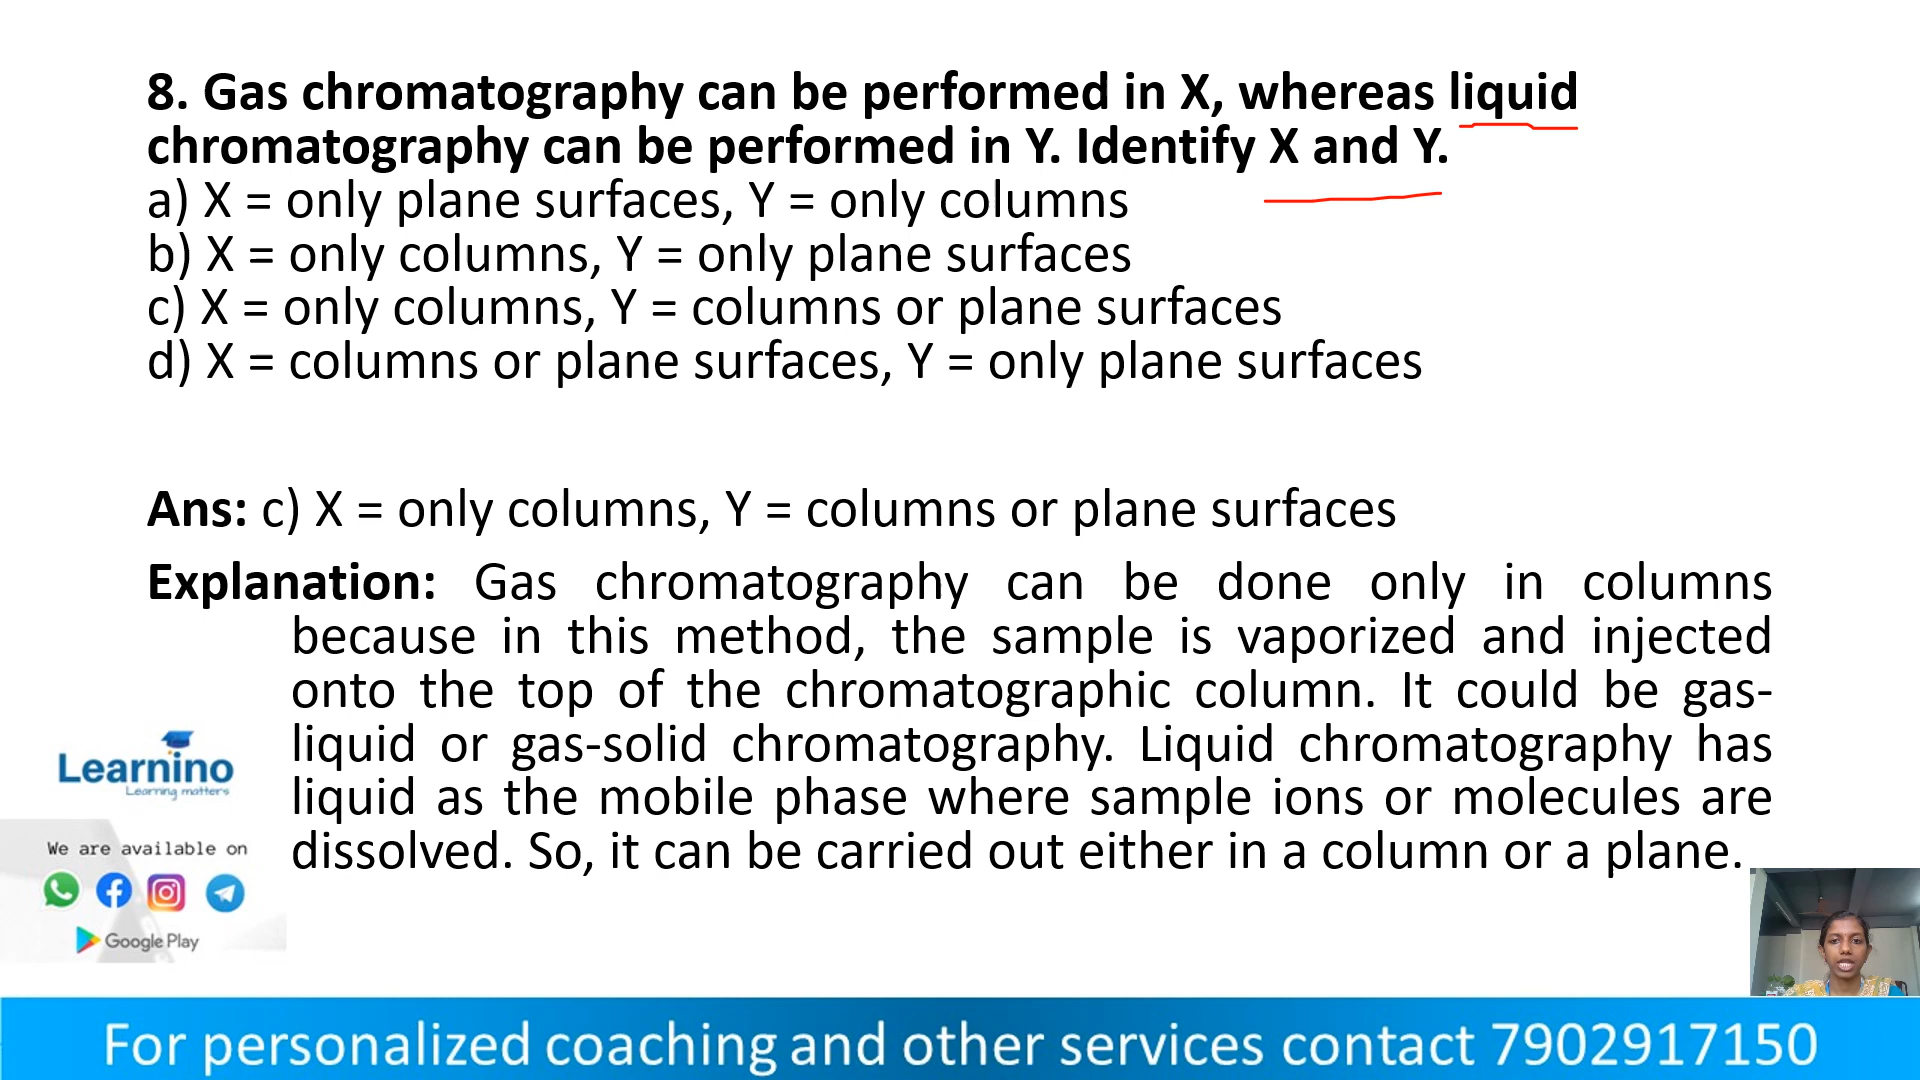 8. Gas chromatography can be performed in X, whereas liquid
chromatography can be performed in Y. Identify X and Y.
a) X = only plane surfaces, Y = only columns
b) X = only columns, Y = only plane surfaces
c) X = only columns, Y = columns or plane surfaces
d) X = columns or plane surfaces, Y = only plane surfaces
Ans: c) X = only columns, Y = columns or plane surfaces
Explanation: Gas chromatography can be done only in columns
because in this method, the sample is vaporized and injected
onto the top of the chromatographic column. It could be gas-
liquid or gas-solid chromatography. Liquid chromatography has
liquid as the mobile phase where sample ions or molecules are
dissolved. So, it can be carried out either in a column or a plane.
Learnino
Learning matters
We are available on
Google Play
For personalized coaching and other services contact 7902917150